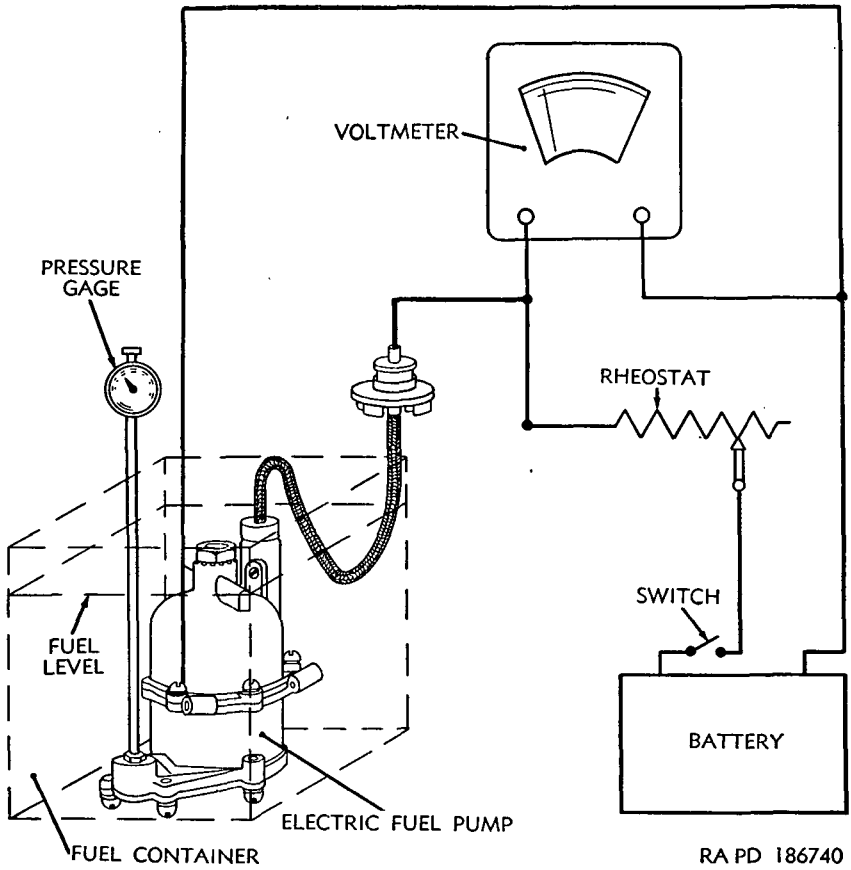 VOLTMETER
PRESSURE
GAGE
RHEOSTAT
SWITCH
FUEL
LEVEL
BATTERY
ELECTRIC FUEL PUMP
FUEL CONTAINER
RA PD 186740